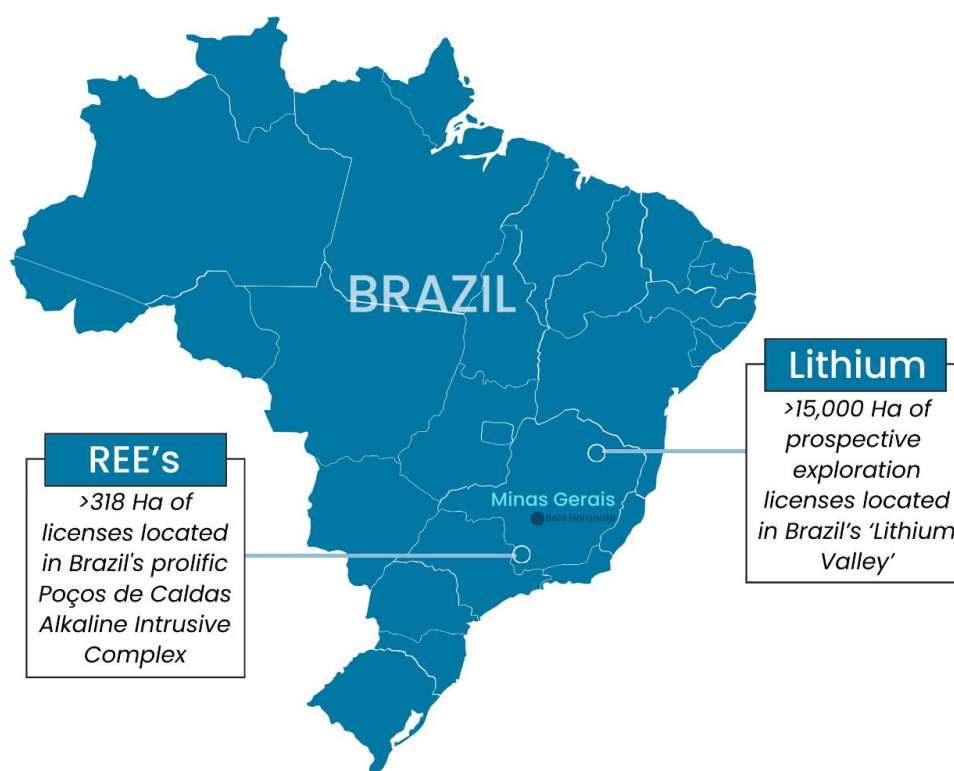 BRAZIL
Lithium
>15,000 Ha of
prospective
exploration
licenses located
in Brazil's ‘Lithium
Valley’
REE’s
>318 Ha of
licenses located
in Brazil's prolific
Poços de Caldas
Alkaline Intrusive
Complex
Minas Gerais
Belo Horizonte